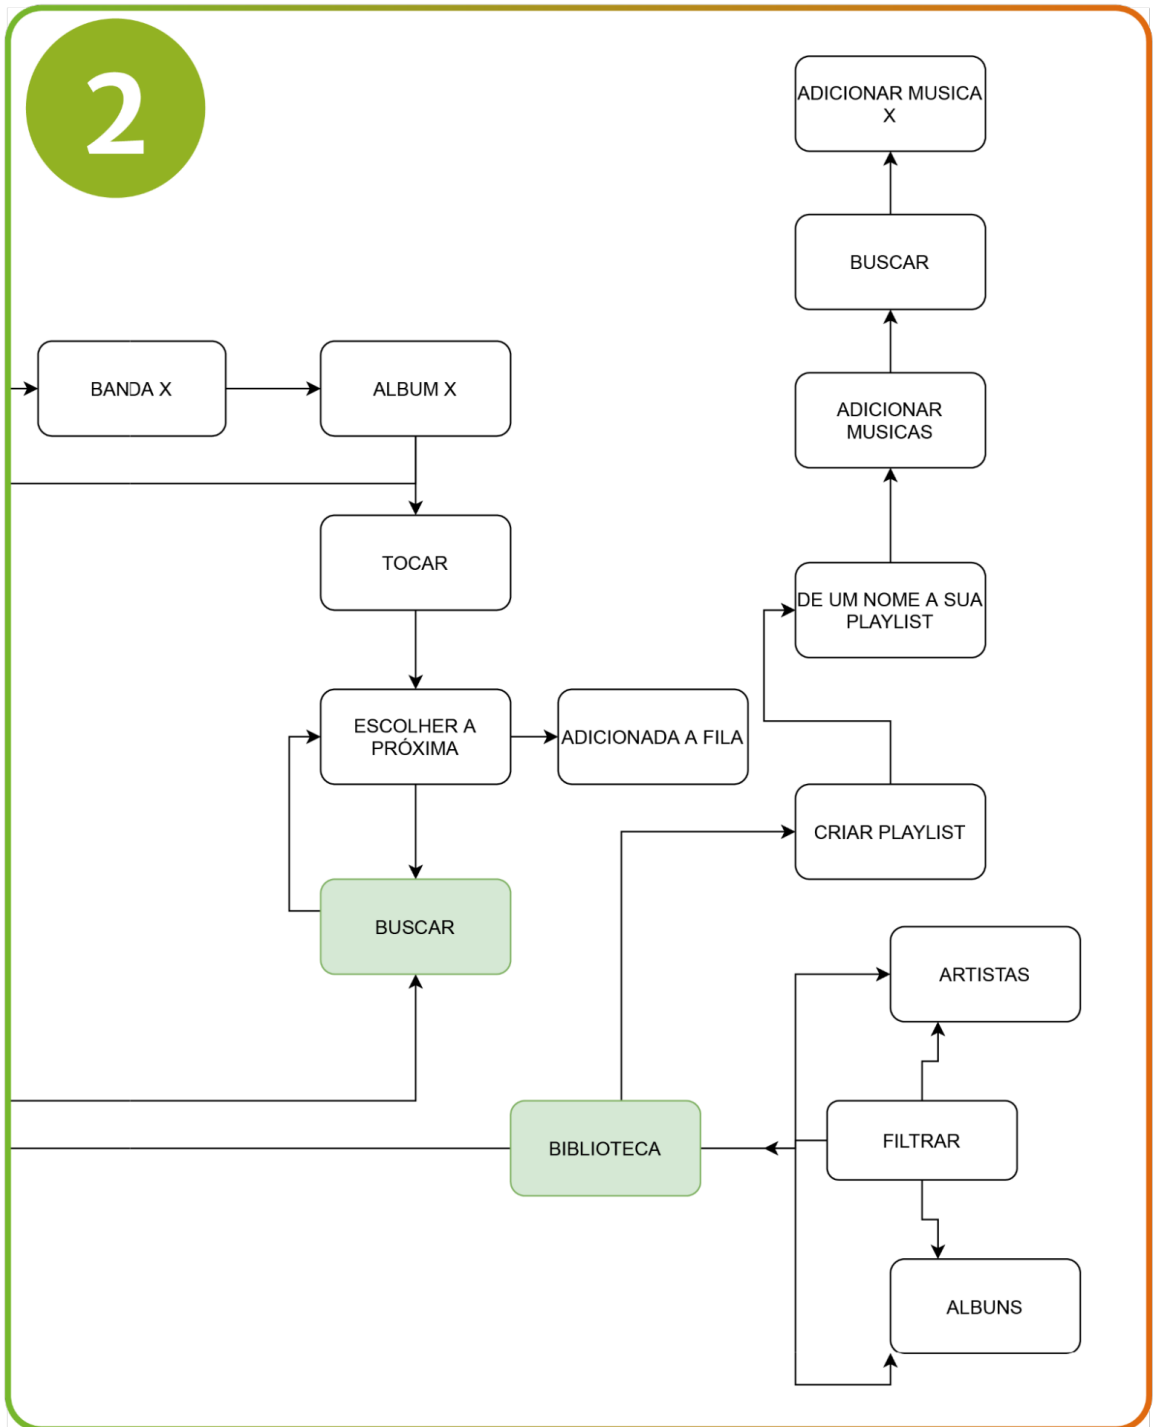 2
ADICIONAR MUSICA
X
BUSCAR
BANDA X
ALBUM X
ADICIONAR
MUSICAS
TOCAR
DE UM NOME A SUA
PLAYLIST
ESCOLHER A
PRÓXIMA
ADICIONADA A FILA
CRIAR PLAYLIST
BUSCAR
ARTISTAS
BIBLIOTECA
FILTRAR
ALBUNS